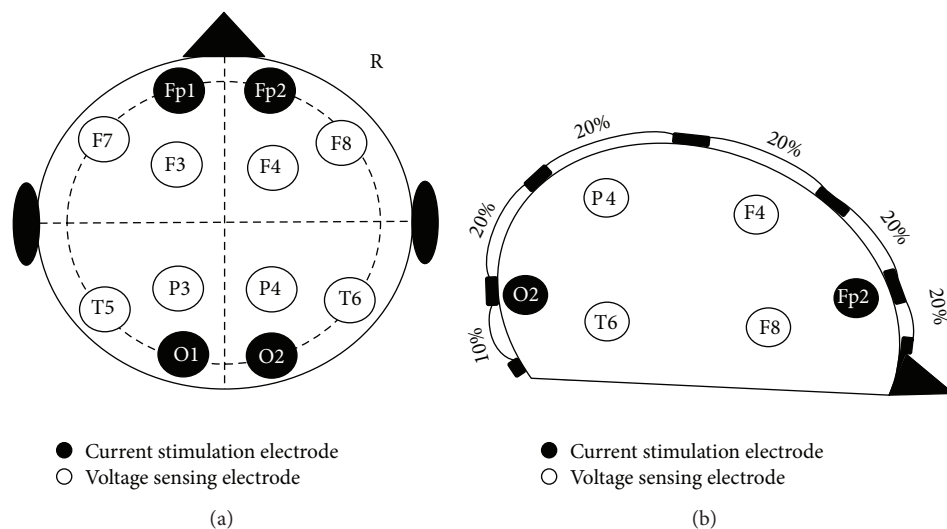 R
Fp1 Fp2
F7 F8
F3 F4
P3 P4
T5 T6
O1 O2
Current stimulation electrode
Voltage sensing electrode
(a)
20% 20%
20% 20%
P4 F4
O2 Fp2
20%
T6 F8
10%
Current stimulation electrode
Voltage sensing electrode
(b)